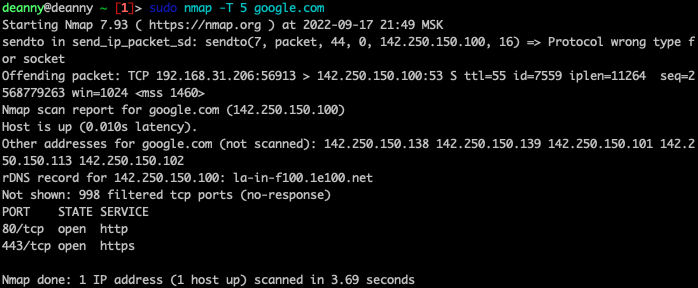 deanny@deanny ~ [1]> sudo nmap -T 5 google.com
Starting Nmap 7.93 ( https://nmap.org ) at 2022-09-17 21:49 MSK
sendto in send_ip_packet_sd: sendto(7, packet, 44, 0, 142.250.150.100, 16) => Protocol wrong type f
or socket
Offending packet: TCP 192.168.31.206:56913 > 142.250.150.100:53 S ttl=55 id=7559 iplen=11264  seq=2
568779263 win=1024 <mss 1460>
Nmap scan report for google.com (142.250.150.100)
Host is up (0.010s latency).
Other addresses for google.com (not scanned): 142.250.150.138 142.250.150.139 142.250.150.101 142.2
50.150.113 142.250.150.102
rDNS record for 142.250.150.100: la-in-f100.1e100.net
Not shown: 998 filtered tcp ports (no-response)
PORT    STATE SERVICE
80/tcp  open  http
443/tcp open  https
Nmap done: 1 IP address (1 host up) scanned in 3.69 seconds